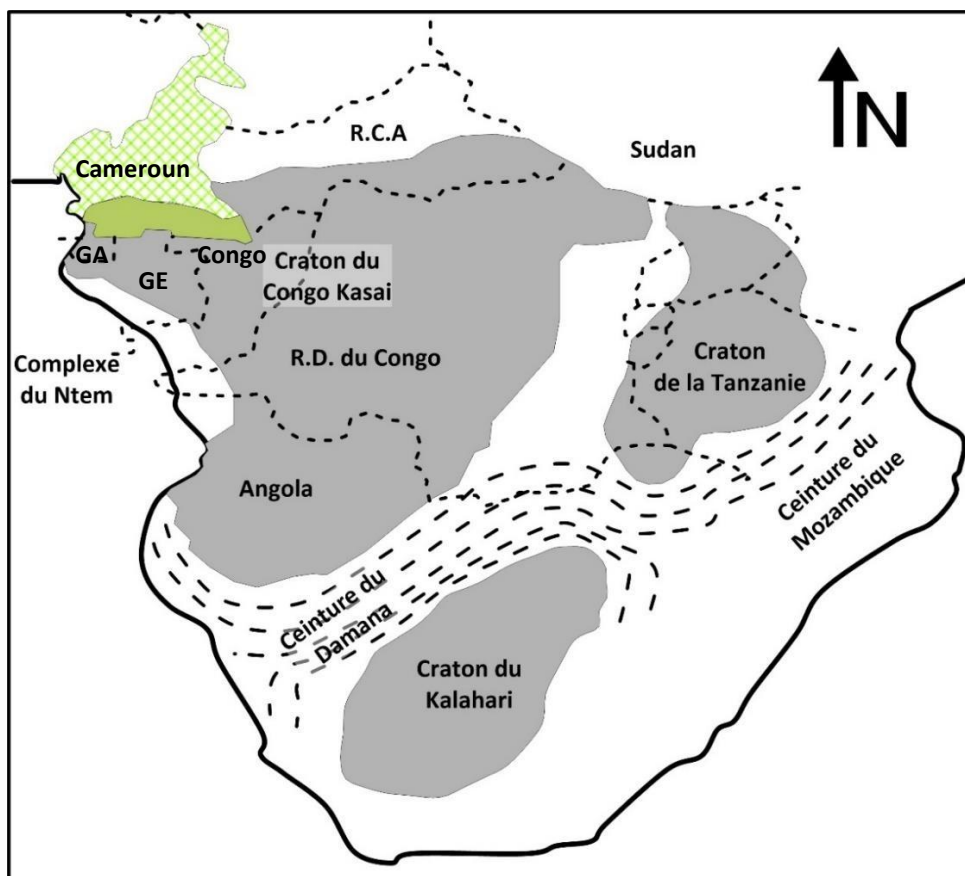 R.C.A
Sudan
N
Cameroun
GA
GE
Congo
Craton du
Congo Kasai
R.D. du Congo
Craton
de la Tanzanie
Complexe
du Ntem
Angola
Ceinture du
Mozambique
Ceinture du
Damana
Craton du
Kalahari